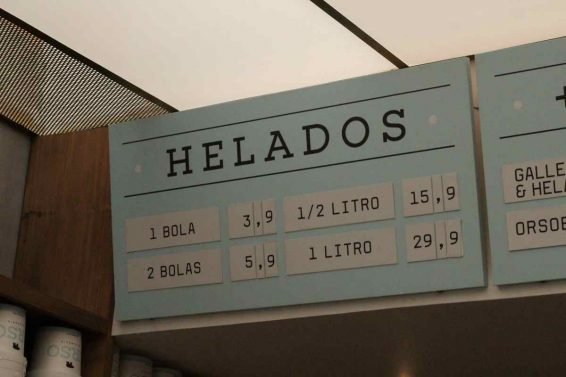 HELADOS
1 BOLA 3,9 1/2 LITRO 15,9
2 BOLAS 5,9 1 LITRO 29,9
+
GALLE
& HELA
ORSOB